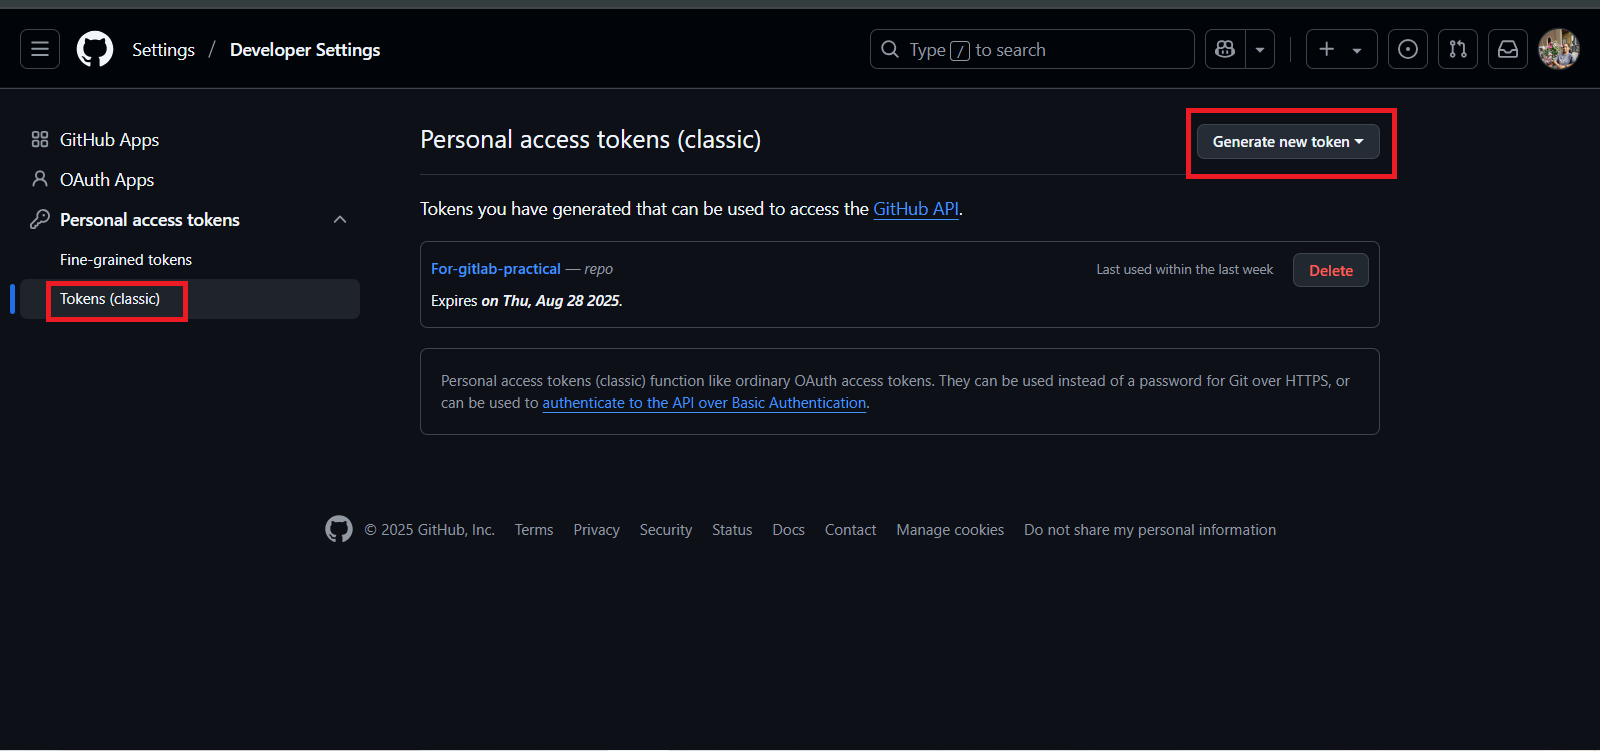 Settings / Developer Settings
Type / to search
GitHub Apps
OAuth Apps
Personal access tokens
Fine-grained tokens
Tokens (classic)
Personal access tokens (classic)
Generate new token
Tokens you have generated that can be used to access the GitHub API.
For-gitlab-practical — repo
Last used within the last week
Delete
Expires on Thu, Aug 28 2025.
Personal access tokens (classic) function like ordinary OAuth access tokens. They can be used instead of a password for Git over HTTPS, or
can be used to authenticate to the API over Basic Authentication.
© 2025 GitHub, Inc. Terms Privacy Security Status Docs Contact Manage cookies Do not share my personal information